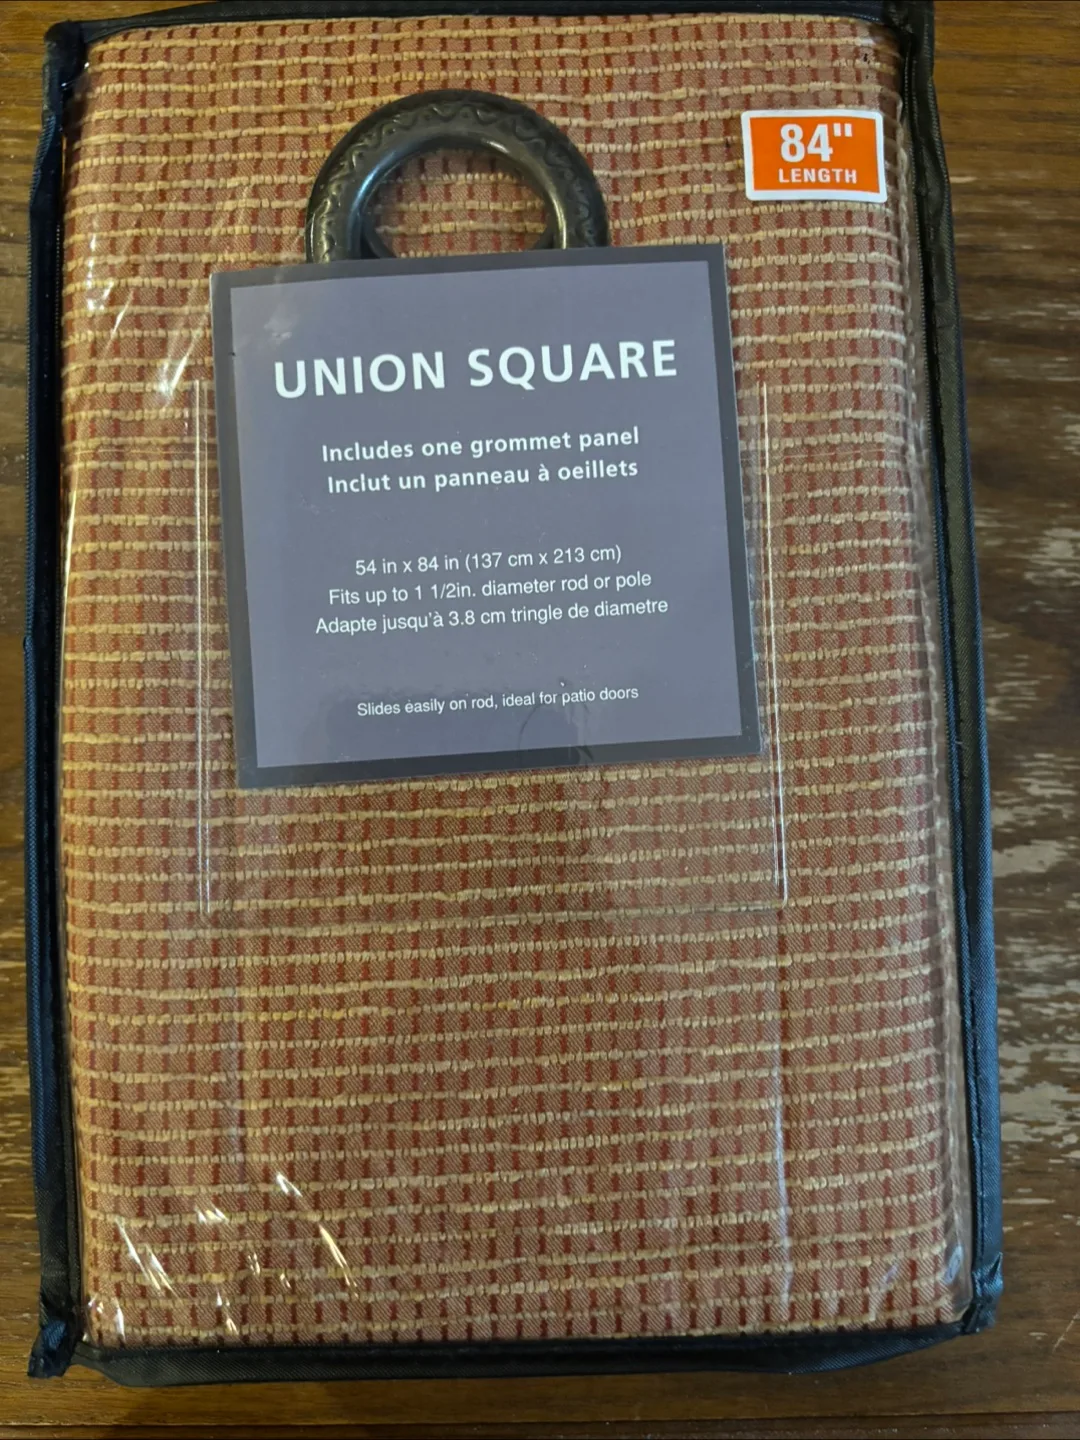 84"
LENGTH
UNION SQUARE
Includes one grommet panel
Inclut un panneau à oeillets
54 in x 84 in (137 cm x 213 cm)
Fits up to 1 1/2in. diameter rod or pole
Adapte jusqu'à 3.8 cm tringle de diametre
Slides easily on rod, ideal for patio doors